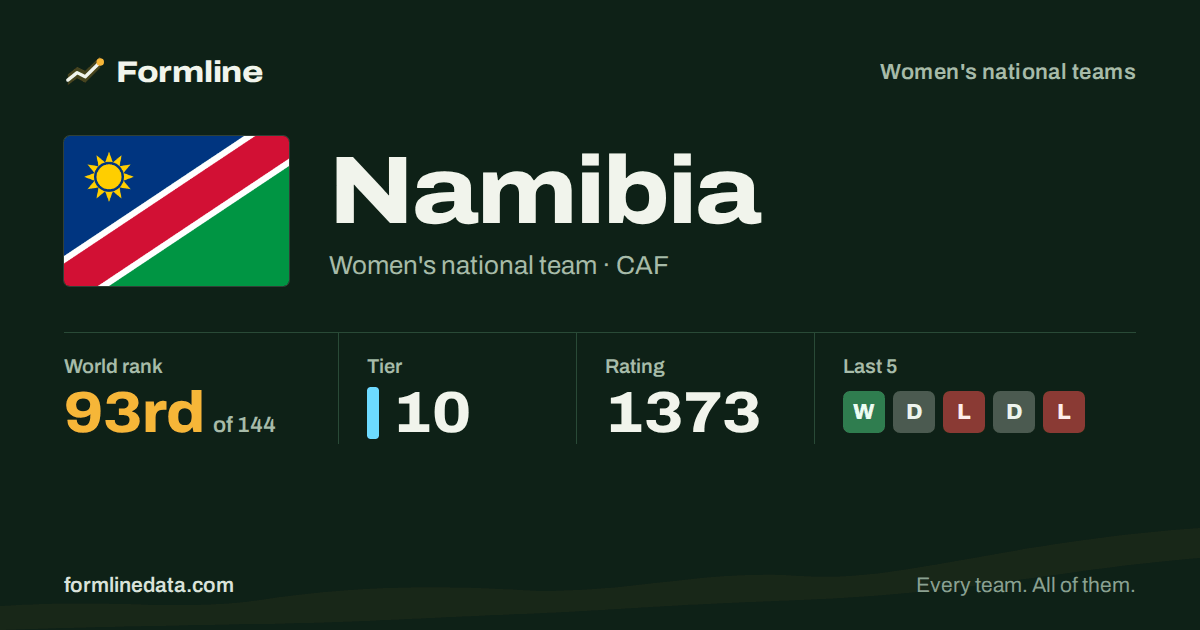 Formline
Women's national teams
Namibia
Women's national team · CAF
World rank
93rd of 144
Tier
10
Rating
1373
Last 5
W D L D L
formlinedata.com
Every team. All of them.